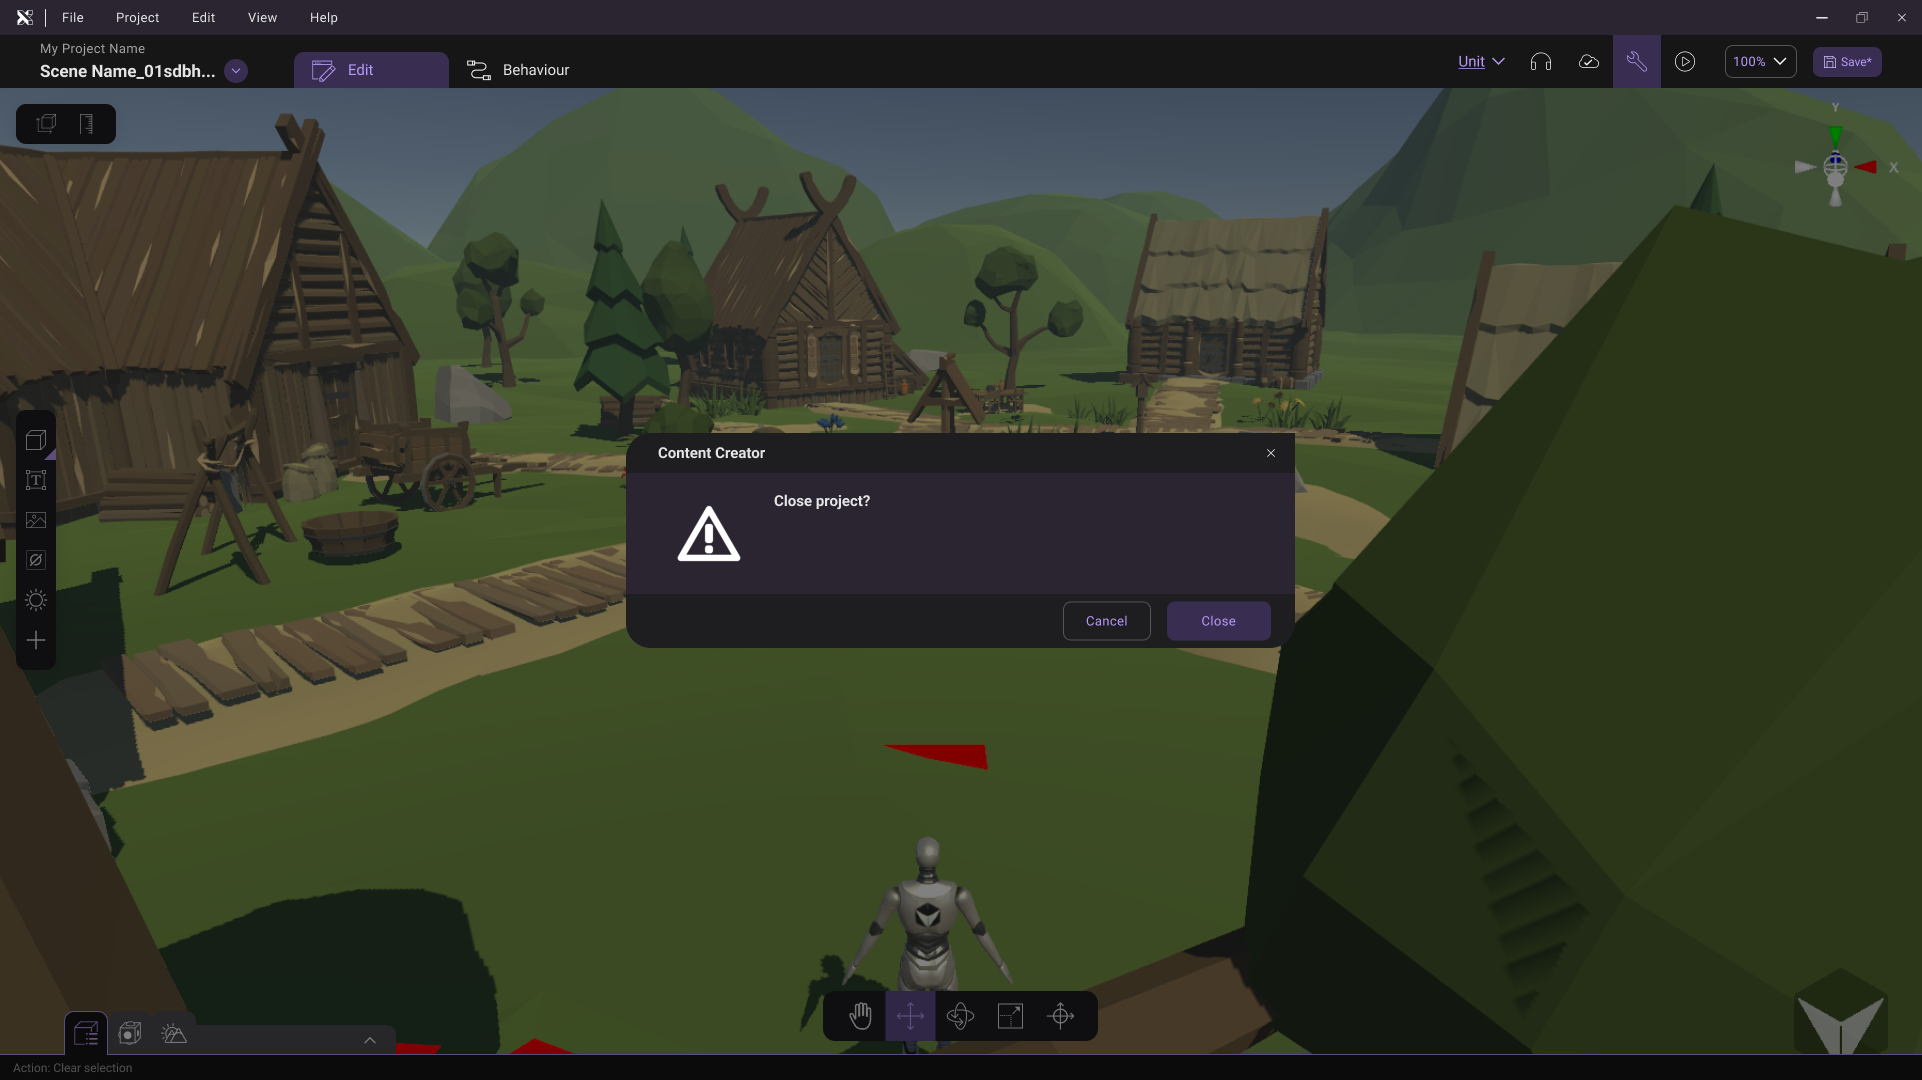 File Project Edit View Help
My Project Name
Scene Name_01sdbh...
Edit
Behaviour
Unit
100%
Save*
Y
X
Content Creator
Close project?
Cancel
Close
Action: Clear selection